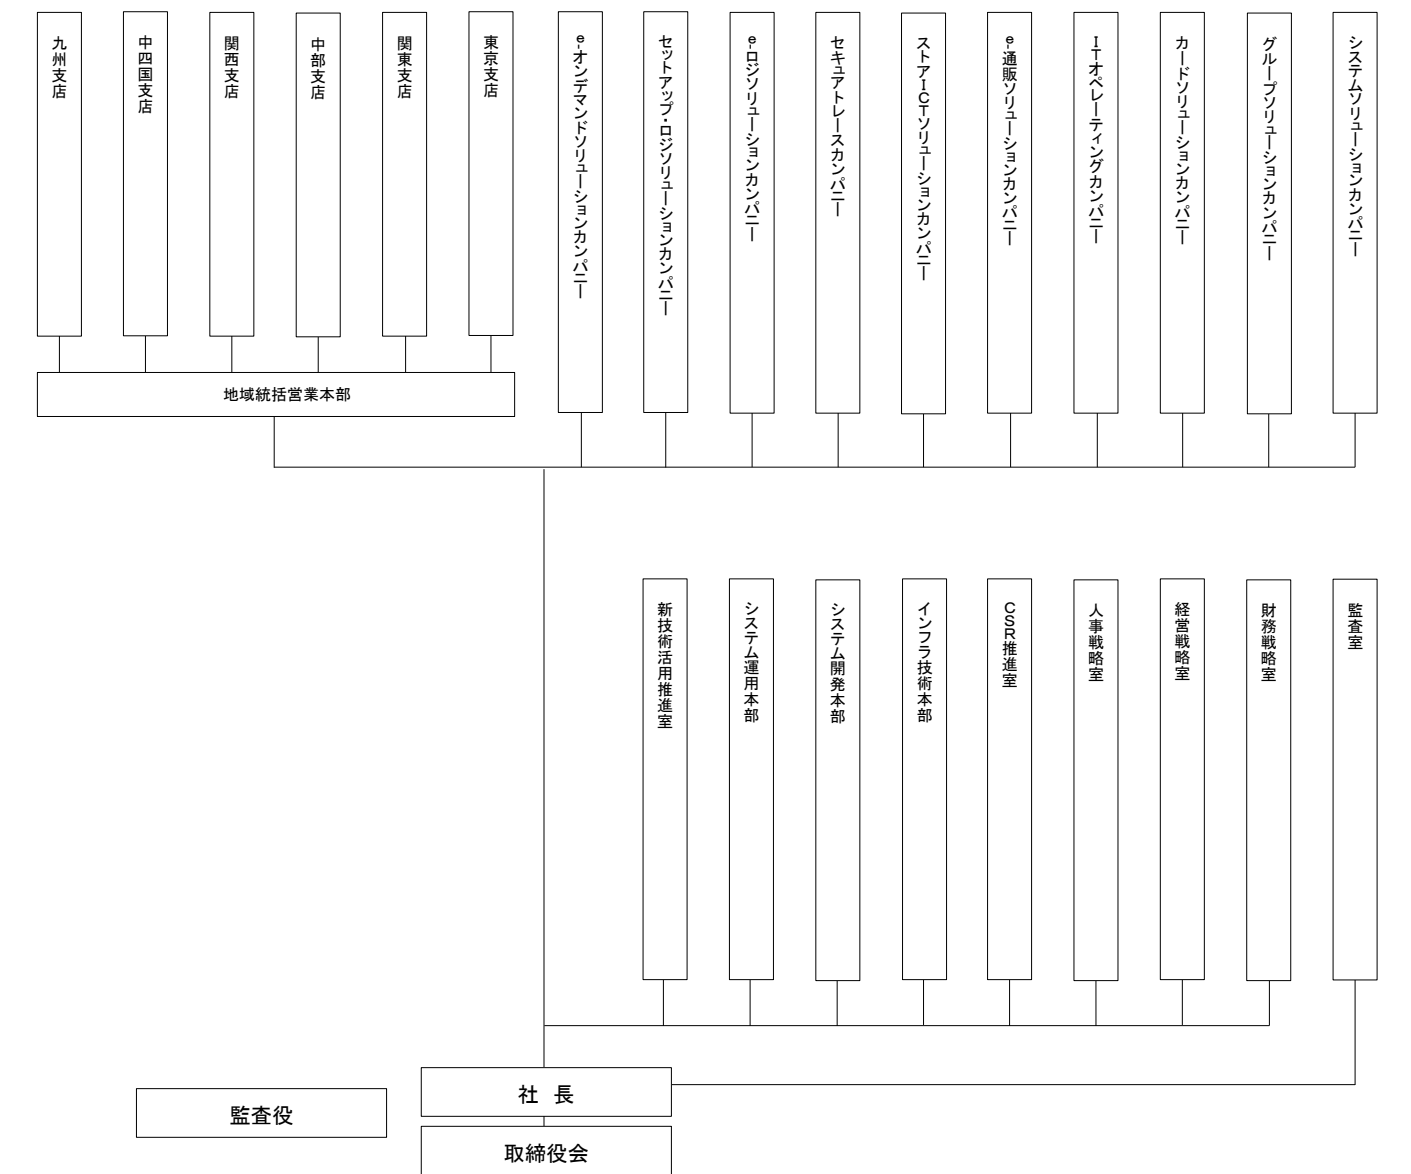 九州支店
中四国支店
関西支店
中部支店
関東支店
東京支店
e-オンデマンドソリューションカンパニー
セットアップ・ロジソリューションカンパニー
e-ロジソリューションカンパニー
セキュアトレースカンパニー
ストアICTソリューションカンパニー
e-通販ソリューションカンパニー
ITオペレーティングカンパニー
カードソリューションカンパニー
グループソリューションカンパニー
システムソリューションカンパニー
地域統括営業本部
新技術活用推進室
システム運用本部
システム開発本部
インフラ技術本部
CSR推進室
人事戦略室
経営戦略室
財務戦略室
監査室
社 長
監査役
取締役会